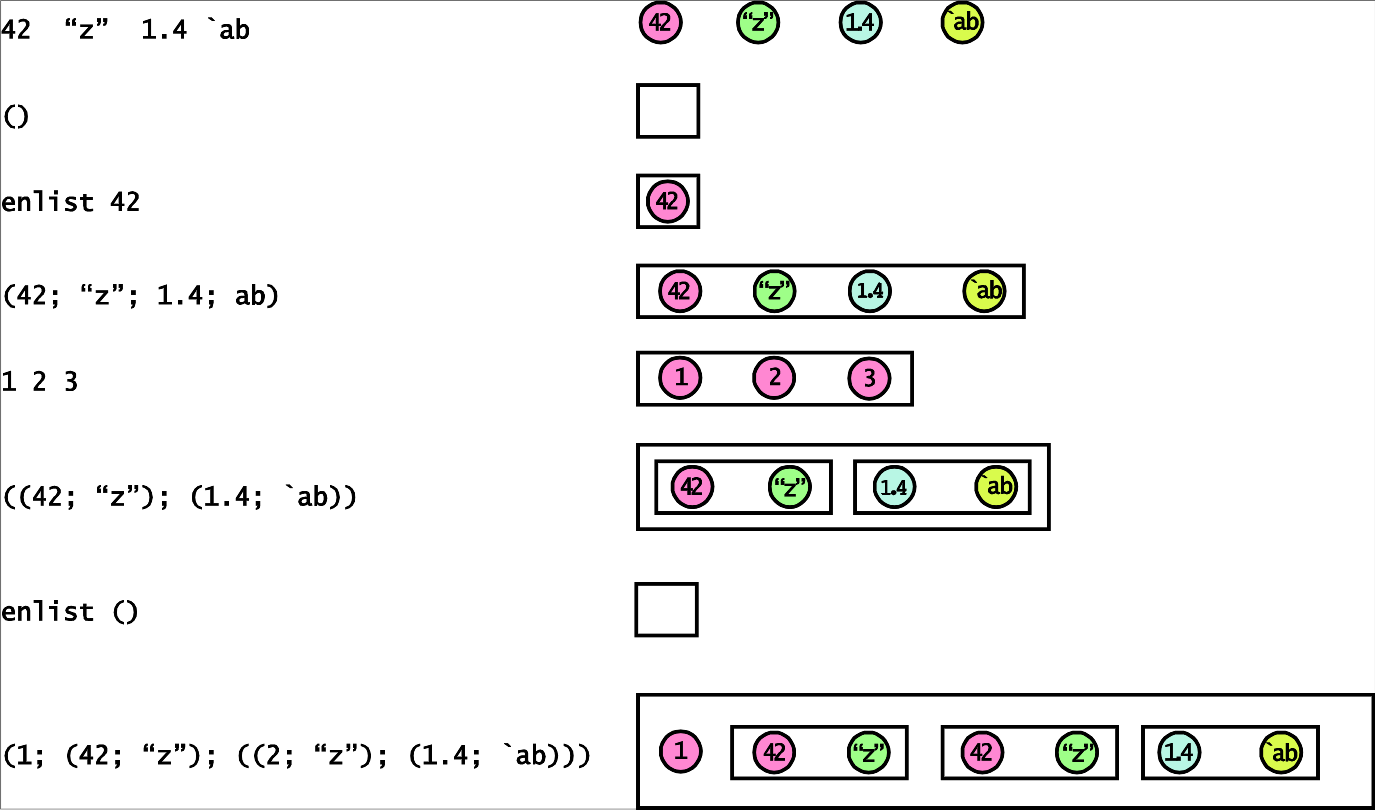 42 “z” 1.4 `ab 42 “z” 1.4 `ab
()
enlist 42 42
(42; “z”; 1.4; ab) 42 “z” 1.4 `ab
1 2 3 1 2 3
((42; “z”); (1.4; `ab)) 42 “z” 1.4 `ab
enlist ()
(1; (42; “z”); ((2; “z”); (1.4; `ab))) 1 42 “z” 42 “z” 1.4 `ab